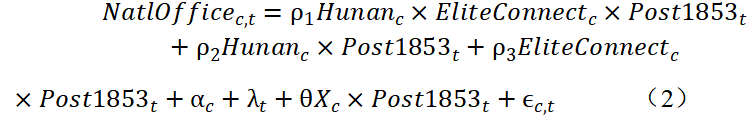 NatlOffice_{c,t} = ρ₁Hunan_c × EliteConnect_c × Post1853_t
+ ρ₂Hunan_c × Post1853_t + ρ₃EliteConnect_c
× Post1853_t + α_c + λ_t + θX_c × Post1853_t + ϵ_{c,t} （2）